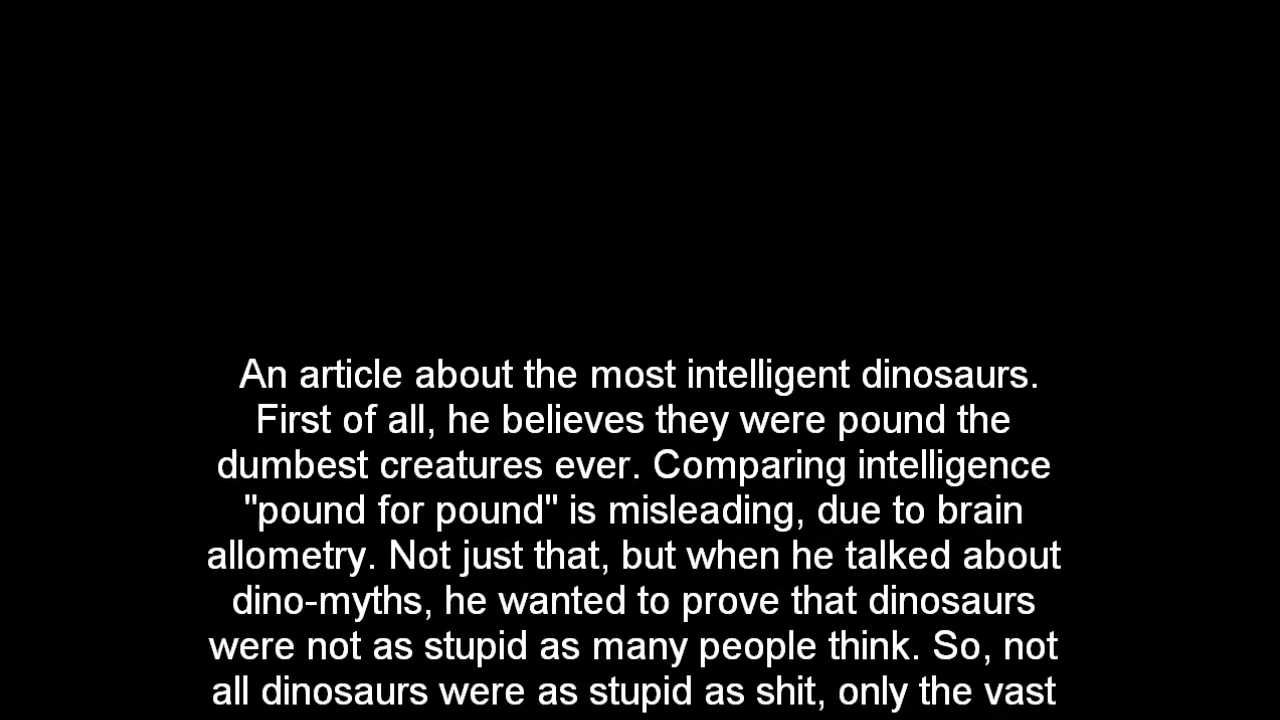 An article about the most intelligent dinosaurs.
First of all, he believes they were pound the
dumbest creatures ever. Comparing intelligence
"pound for pound" is misleading, due to brain
allometry. Not just that, but when he talked about
dino-myths, he wanted to prove that dinosaurs
were not as stupid as many people think. So, not
all dinosaurs were as stupid as shit, only the vast